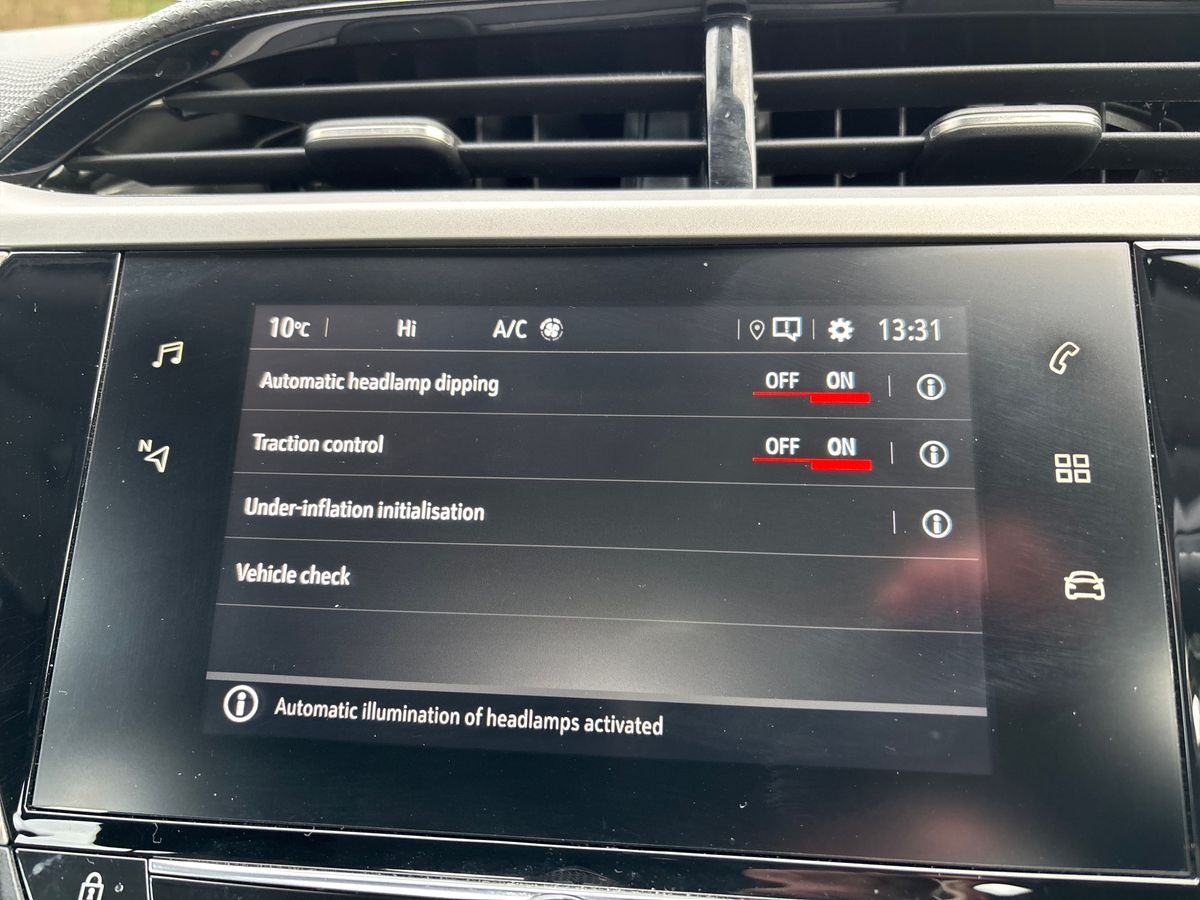 10°C Hi A/C 13:31
Automatic headlamp dipping OFF ON
Traction control OFF ON
N
Under-inflation initialisation
Vehicle check
Automatic illumination of headlamps activated